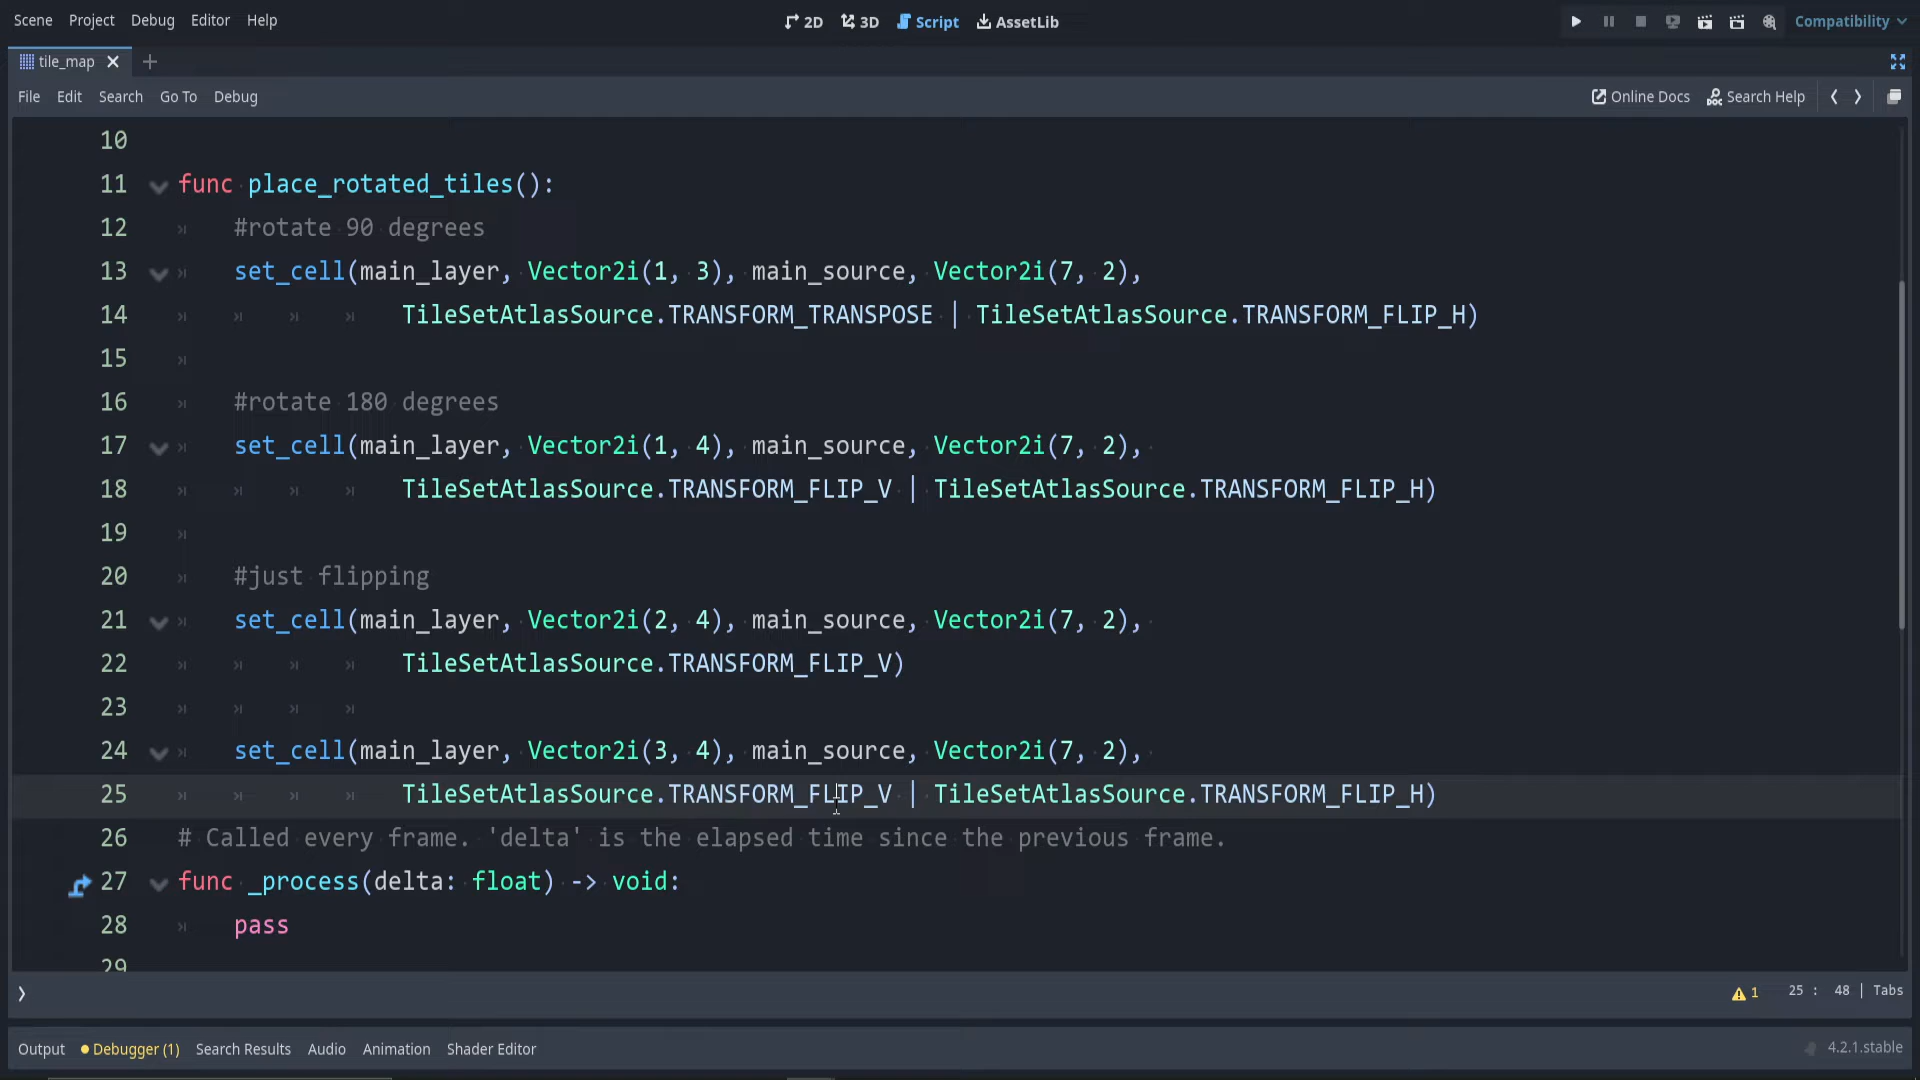 Scene Project Debug Editor Help 2D 3D Script AssetLib Compatibility
tile_map
File Edit Search Go To Debug Online Docs Search Help
10
11 func place_rotated_tiles():
12 #rotate 90 degrees
13 set_cell(main_layer, Vector2i(1, 3), main_source, Vector2i(7, 2),
14 TileSetAtlasSource.TRANSFORM_TRANSPOSE | TileSetAtlasSource.TRANSFORM_FLIP_H)
15
16 #rotate 180 degrees
17 set_cell(main_layer, Vector2i(1, 4), main_source, Vector2i(7, 2),
18 TileSetAtlasSource.TRANSFORM_FLIP_V | TileSetAtlasSource.TRANSFORM_FLIP_H)
19
20 #just flipping
21 set_cell(main_layer, Vector2i(2, 4), main_source, Vector2i(7, 2),
22 TileSetAtlasSource.TRANSFORM_FLIP_V)
23
24 set_cell(main_layer, Vector2i(3, 4), main_source, Vector2i(7, 2),
25 TileSetAtlasSource.TRANSFORM_FLIP_V | TileSetAtlasSource.TRANSFORM_FLIP_H)
26 # Called every frame. 'delta' is the elapsed time since the previous frame.
27 func _process(delta: float) -> void:
28 pass
29
1 25 : 48 | Tabs
Output Debugger (1) Search Results Audio Animation Shader Editor 4.2.1.stable